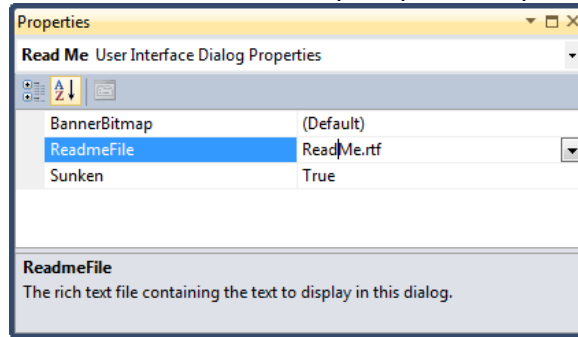 Properties
Read Me User Interface Dialog Properties
BannerBitmap (Default)
ReadmeFile ReadMe.rtf
Sunken True
ReadmeFile
The rich text file containing the text to display in this dialog.